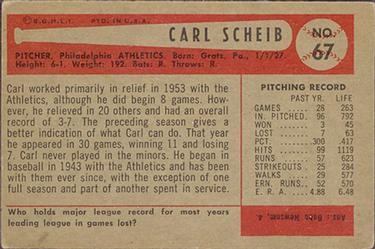 © B.G.H.L.I. PTD. IN U.S.A.
CARL SCHEIB
NO. 67
PITCHER, Philadelphia ATHLETICS. Born: Gratz, Pa., 1/1/27.
Height: 6-1. Weight: 192. Bats: R. Throws: R.
Carl worked primarily in relief in 1953 with the
Athletics, although he did begin 8 games. How-
ever, he relieved in 20 others and had an overall
record of 3-7. The preceding season gives a
better indication of what Carl can do. That year
he appeared in 30 games, winning 11 and losing
7. Carl never played in the minors. He began in
baseball in 1943 with the Athletics and has been
with them ever since, with the exception of one
full season and part of another spent in service.
PITCHING RECORD
PAST YR. LIFE
GAMES 28 263
IN. PITCHED 96 792
WON 3 45
LOST 7 63
PCT. .300 .417
HITS 99 1119
RUNS 57 623
STRIKEOUTS 25 284
WALKS 29 577
ERN. RUNS 52 570
E. R. A. 4.88 6.48
Who holds major league record for most years
leading league in games lost?
Ans: Bobo Newsom, 4.